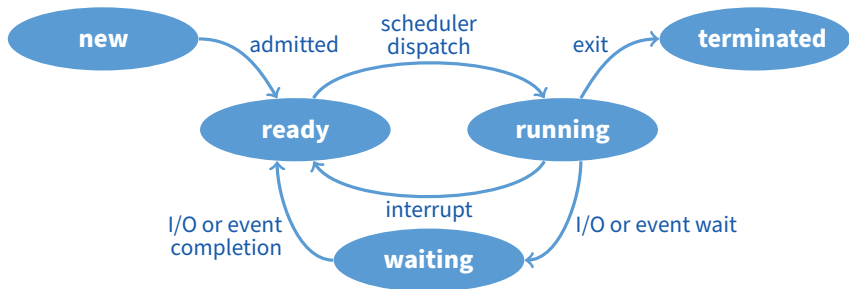 new
admitted
scheduler
dispatch
exit
terminated
ready
running
interrupt
I/O or event
completion
I/O or event wait
waiting